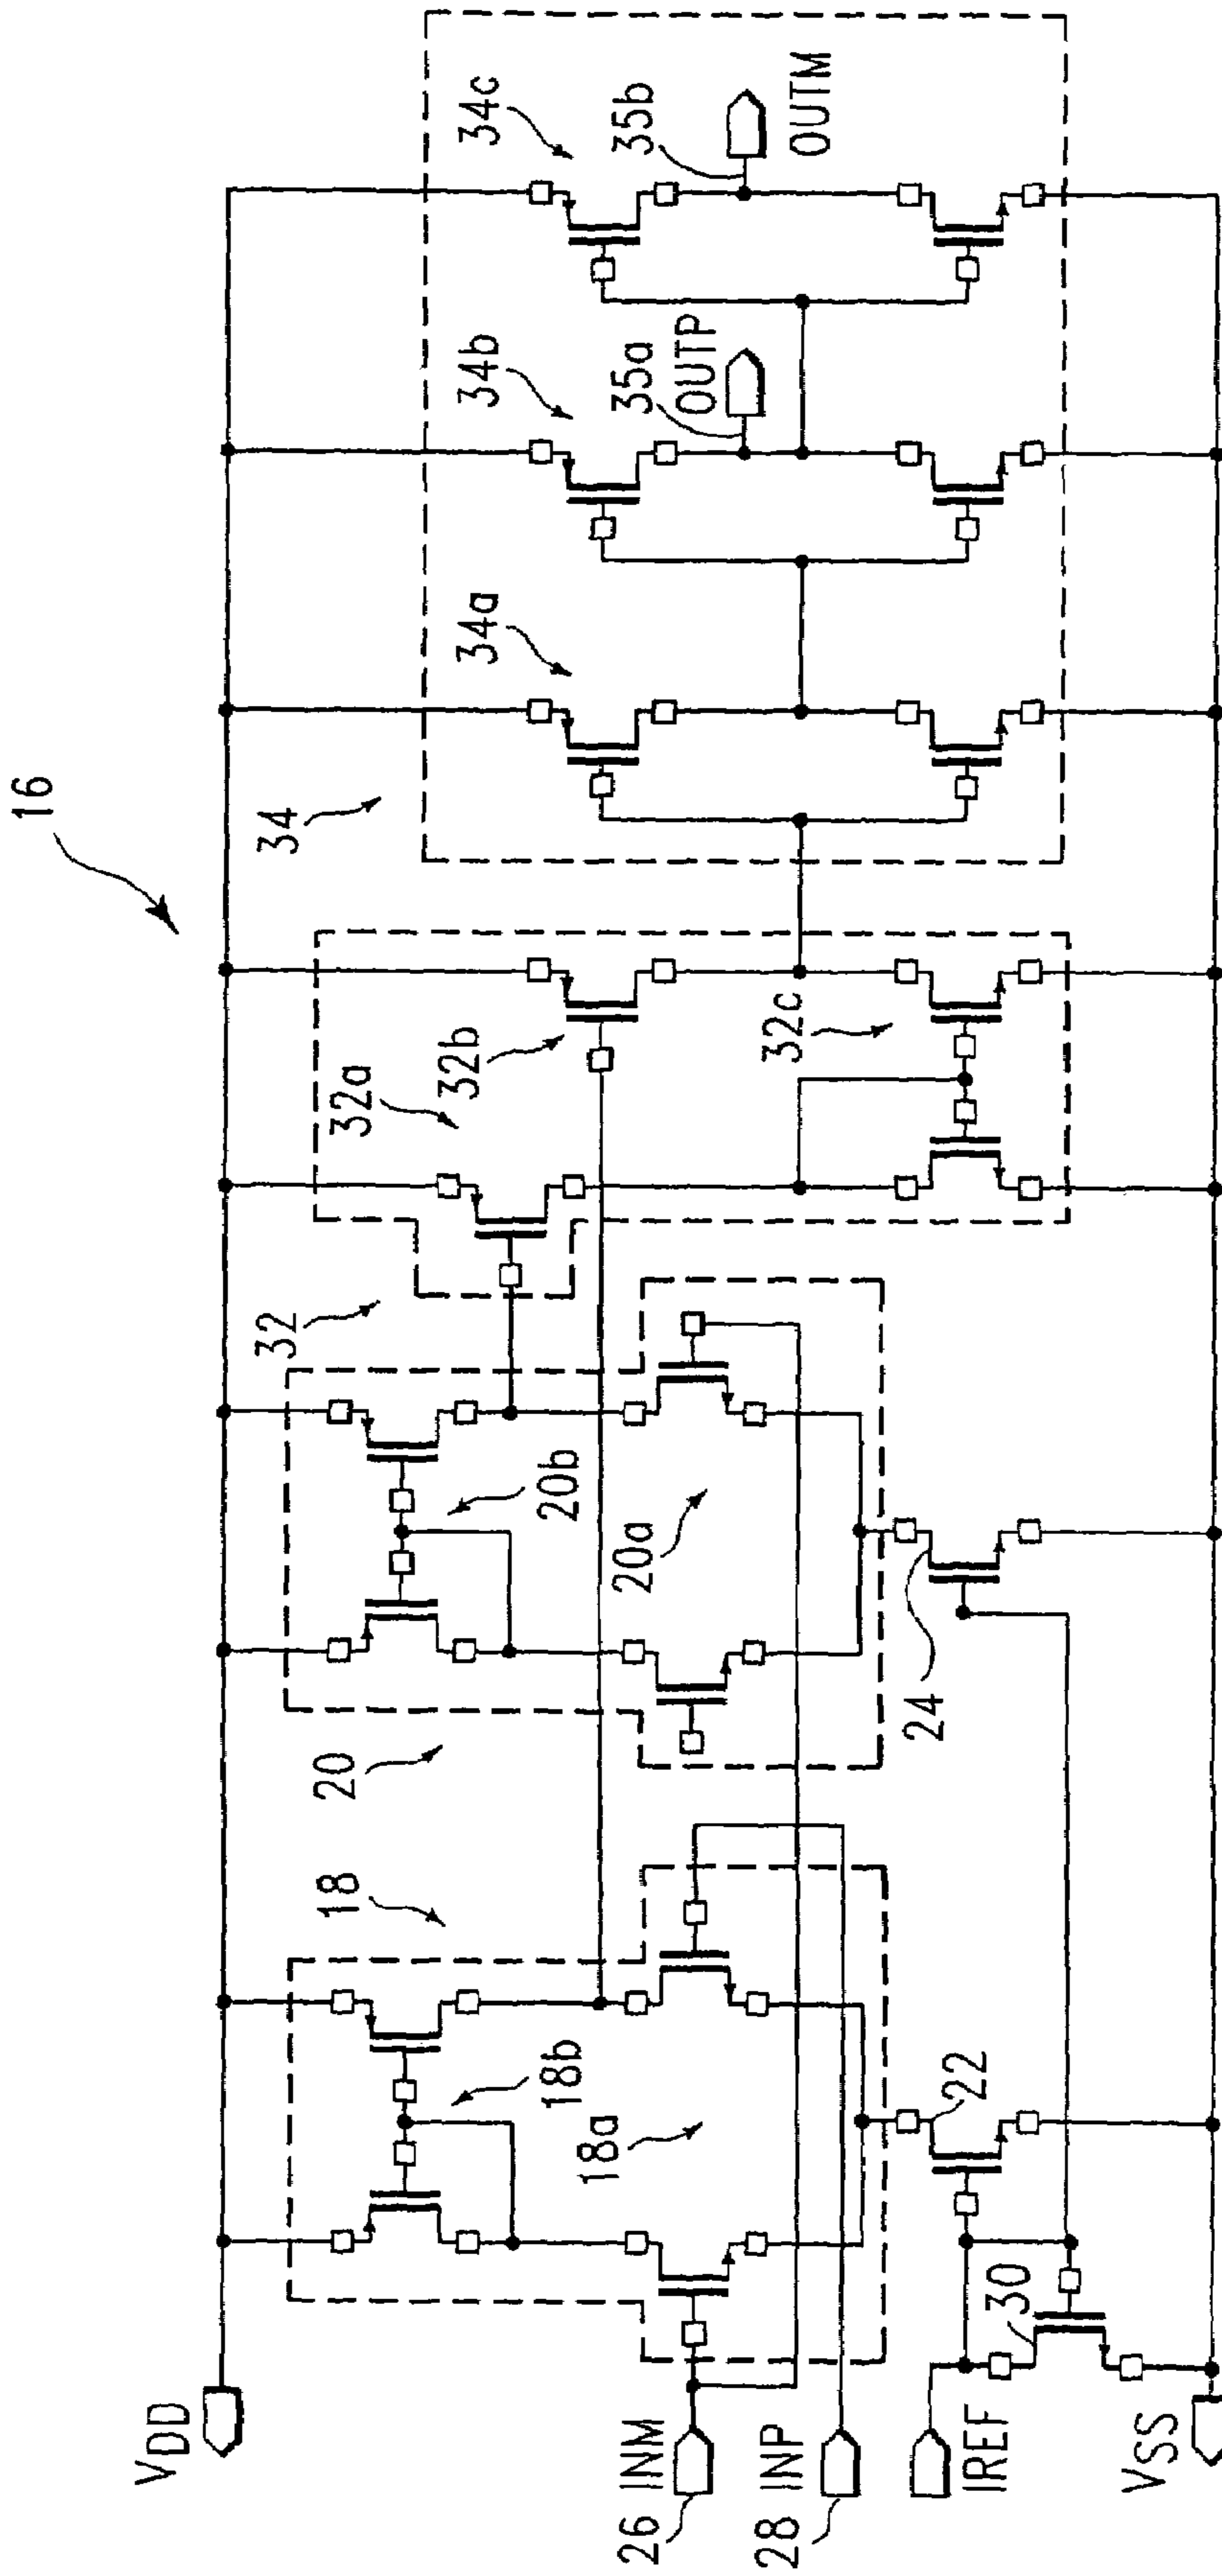 16
VDD
18
18b
18a
20
20b
20a
32
32a
32b
32c
34
34a
34b
34c
35a
OUTP
35b
OUTM
26 INM
28 INP
IREF
30
22
24
VSS